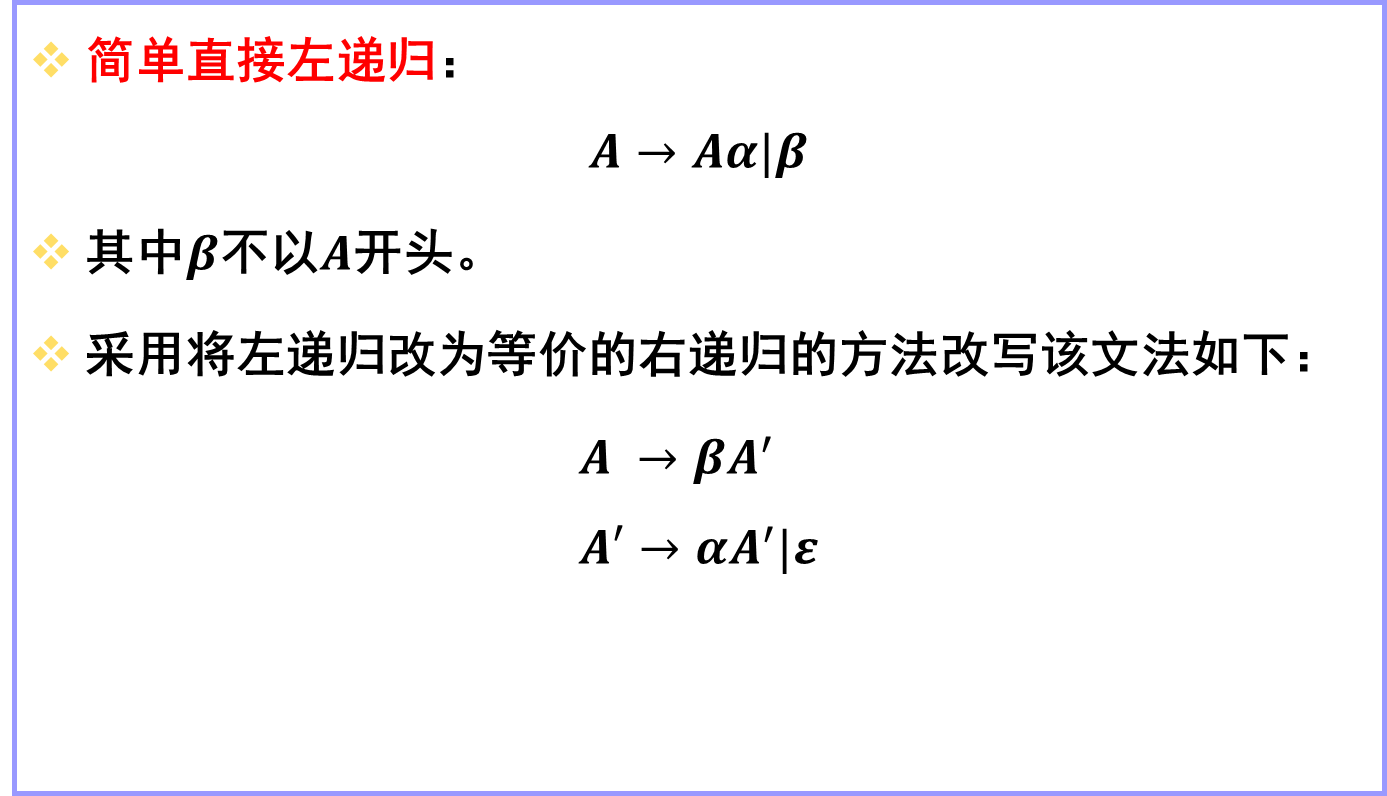 简单直接左递归：
A → Aα|β
其中β不以A开头。
采用将左递归改为等价的右递归的方法改写该文法如下：
A → βA′
A′ → αA′|ε